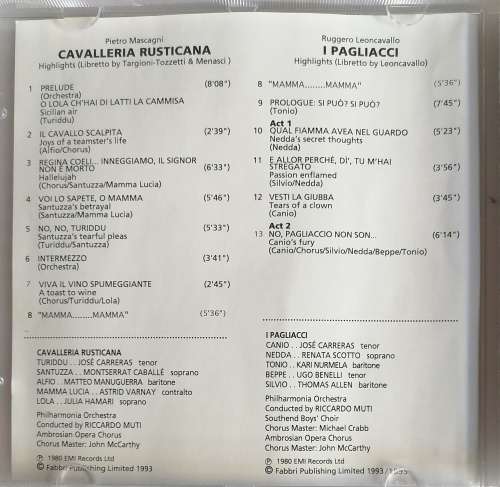 Pietro Mascagni
CAVALLERIA RUSTICANA
Highlights (Libretto by Targioni-Tozzetti & Menasci )
1 PRELUDE (8'08")
(Orchestra)
O LOLA CH'HAI DI LATTI LA CAMMISA
Sicilian air
(Turiddu)
2 IL CAVALLO SCALPITA (2'39")
Joys of a teamster's life
(Alfio/Chorus)
3 REGINA COELI... INNEGGIAMO, IL SIGNOR
NON E MORTO (6'33")
Hallelujah
(Chorus/Santuzza/Mamma Lucia)
4 VOI LO SAPETE, O MAMMA (5'46")
Santuzza's betrayal
(Santuzza/Mamma Lucia)
5 NO, NO, TURIDDU (5'33")
Santuzza's tearful pleas
(Turiddu/Santuzza)
6 INTERMEZZO (3'41")
(Orchestra)
7 VIVA IL VINO SPUMEGGIANTE (2'45")
A toast to wine
(Chorus/Turiddu/Lola)
8 "MAMMA........MAMMA" (5'36")
CAVALLERIA RUSTICANA
TURIDDU . . JOSÉ CARRERAS tenor
SANTUZZA . . MONTSERRAT CABALLÉ soprano
ALFIO . . MATTEO MANUGUERRA baritone
MAMMA LUCIA . . ASTRID VARNAY contralto
LOLA . . JULIA HAMARI soprano
Philharmonia Orchestra
Conducted by RICCARDO MUTI
Ambrosian Opera Chorus
Chorus Master: John McCarthy
℗ 1980 EMI Records Ltd
© Fabbri Publishing Limited 1993
Ruggero Leoncavallo
I PAGLIACCI
Highlights (Libretto by Leoncavallo)
8 "MAMMA........MAMMA" (5'36")
9 PROLOGUE: SI PUÒ? SI PUÒ? (7'45")
(Tonio)
Act 1
10 QUAL FIAMMA AVEA NEL GUARDO (5'23")
Nedda's secret thoughts
(Nedda)
11 E ALLOR PERCHÉ, DI', TU M'HAI (3'56")
STREGATO
Passion enflamed
(Silvio/Nedda)
12 VESTI LA GIUBBA (3'45")
Tears of a clown
(Canio)
Act 2
13 NO, PAGLIACCIO NON SON... (6'14")
Canio's fury
(Canio/Chorus/Silvio/Nedda/Beppe/Tonio)
I PAGLIACCI
CANIO . . JOSÉ CARRERAS tenor
NEDDA . . RENATA SCOTTO soprano
TONIO . . KARI NURMELA baritone
BEPPE . . UGO BENELLI tenor
SILVIO . . THOMAS ALLEN baritone
Philharmonia Orchestra
Conducted by RICCARDO MUTI
Southend Boys' Choir
Chorus Master: Michael Crabb
Ambrosian Opera Chorus
Chorus Master: John McCarthy
℗ 1980 EMI Records Ltd
© Fabbri Publishing Limited 1993/1995